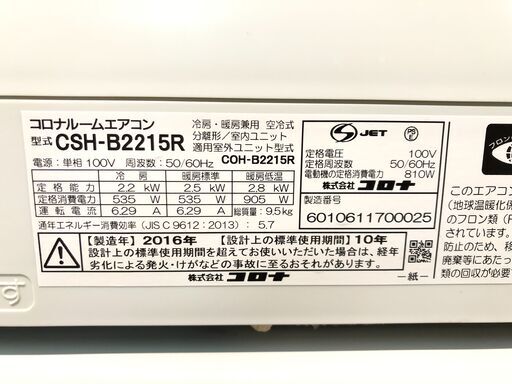 コロナルームエアコン
型式 CSH-B2215R
冷房・暖房兼用 空冷式
分離形/室内ユニット
適用室外ユニット型式
COH-B2215R
電源:単相100V 周波数:50/60Hz
冷 房 暖房標準 暖房低温
定格能力 2.2 kW 2.5 kW 2.8 kW
定格消費電力 535 W 535 W 905 W
運転電流 6.29 A 6.29 A 総質量:9.5kg
通年エネルギー消費効率(JIS C 9612:2013):5.7
【製造年】2016年 【設計上の標準使用期間】10年
設計上の標準使用期間を超えてお使いいただいた場合は、経年
劣化による発火・けがなどの事故に至るおそれがあります。
株式会社コロナ
JET
PS
E
定格電圧 100V
定格周波数 50/60Hz
電動機の定格消費電力 810W
株式会社コロナ
製造番号
6010611700025
―紙―
フロン
このエアコン
(地球温暖化係
のフロン類(F
され
防止のため、移
廃棄等にあたっ
類の回収が必要
す